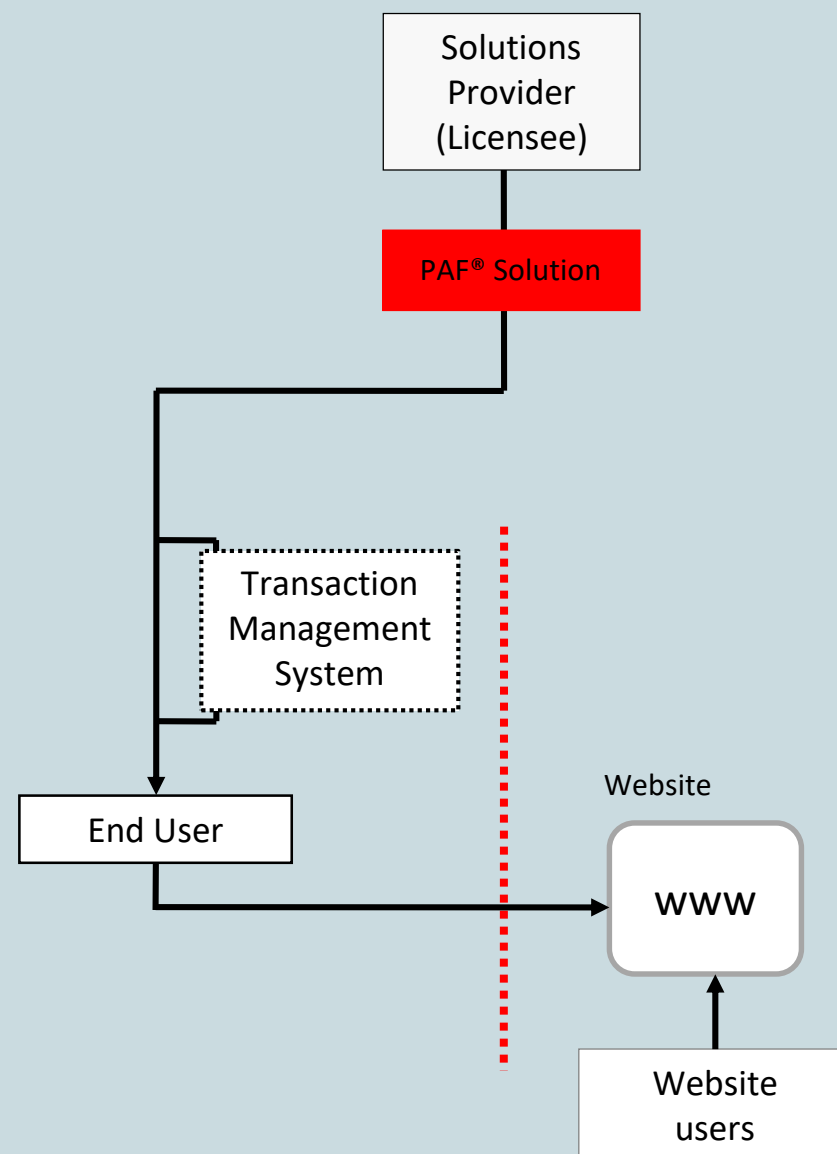 Solutions
Provider
(Licensee)
PAF® Solution
Transaction
Management
System
Website
End User
www
Website
users